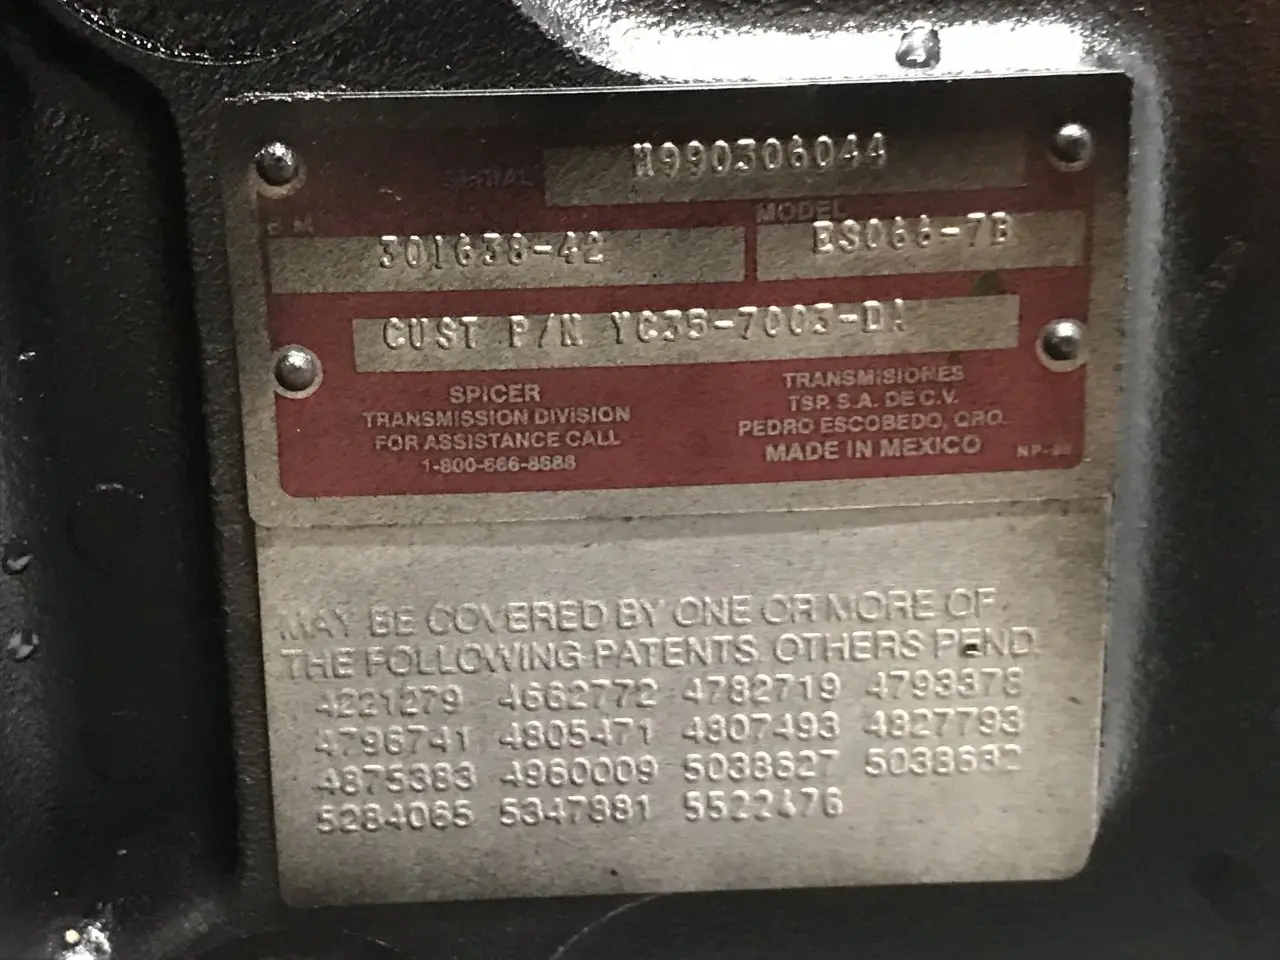 SERIAL M990306044
MODEL
301638-42 ES066-7B
CUST P/N YC35-7003-DA
SPICER
TRANSMISSION DIVISION
FOR ASSISTANCE CALL
1-800-666-8688
TRANSMISIONES
TSP. S.A. DE C.V.
PEDRO ESCOBEDO, QRO.
MADE IN MEXICO
MAY BE COVERED BY ONE OR MORE OF
THE FOLLOWING PATENTS. OTHERS PEND.
4221279 4662772 4782719 4793378
4796741 4805471 4807493 4827793
4875383 4960009 5038627 5038632
5284065 5347881 5522476